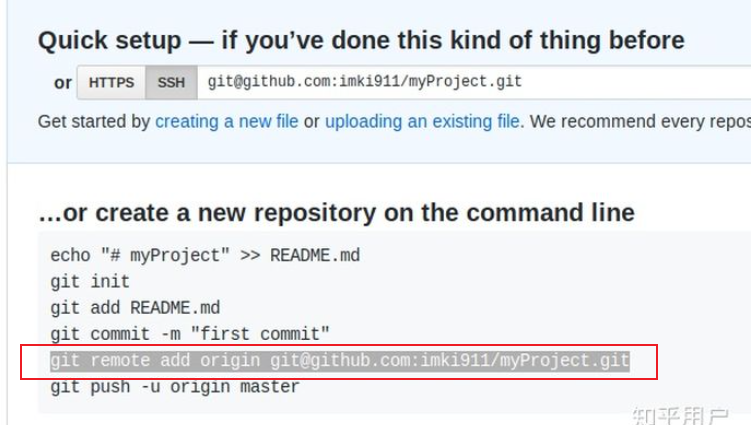 Quick setup — if you’ve done this kind of thing before
or HTTPS SSH git@github.com:imki911/myProject.git
Get started by creating a new file or uploading an existing file. We recommend every
…or create a new repository on the command line
echo "# myProject" >> README.md
git init
git add README.md
git commit -m "first commit"
git remote add origin git@github.com:imki911/myProject.git
git push -u origin master
知乎用户